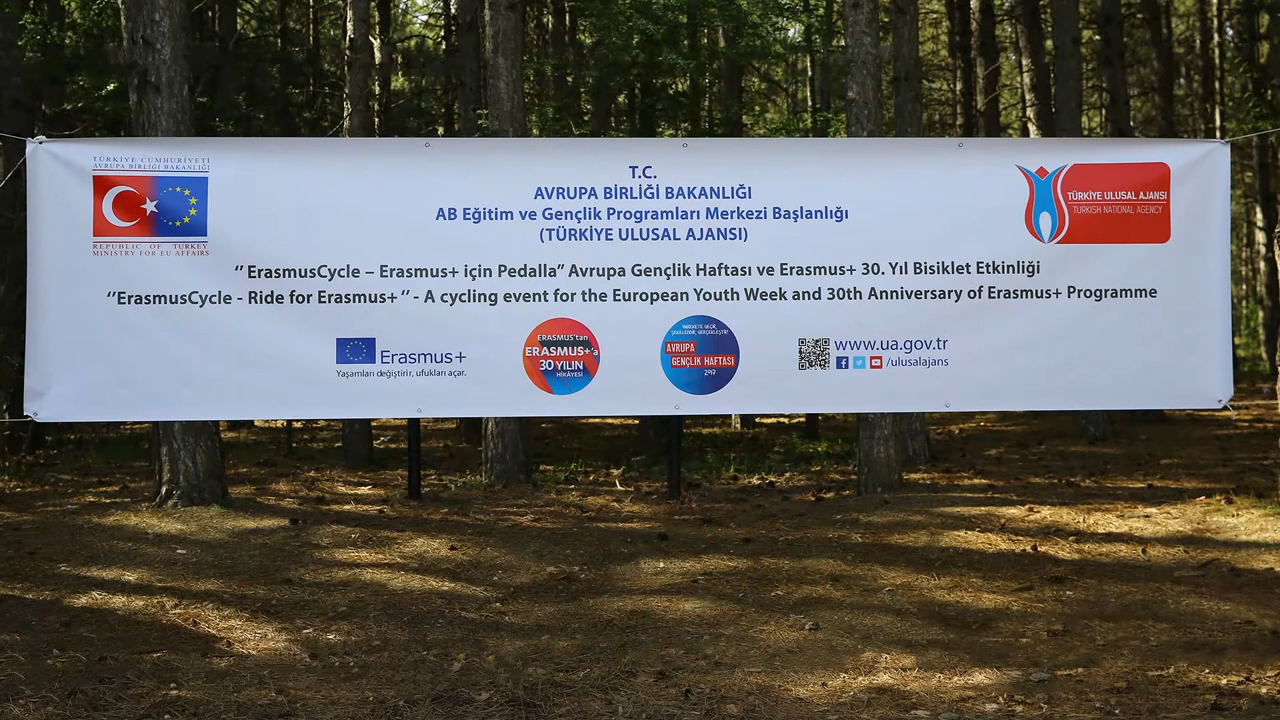 TÜRKİYE CUMHURİYETİ
AVRUPA BİRLİĞİ BAKANLIĞI
REPUBLIC OF TURKEY
MINISTRY FOR EU AFFAIRS
T.C.
AVRUPA BİRLİĞİ BAKANLIĞI
AB Eğitim ve Gençlik Programları Merkezi Başlanlığı
(TÜRKİYE ULUSAL AJANSI)
TÜRKİYE ULUSAL AJANSI
TURKISH NATIONAL AGENCY
‘’ErasmusCycle – Erasmus+ için Pedalla” Avrupa Gençlik Haftası ve Erasmus+ 30. Yıl Bisiklet Etkinliği
‘’ErasmusCycle - Ride for Erasmus+ ‘’ - A cycling event for the European Youth Week and 30th Anniversary of Erasmus+ Programme
Erasmus+
Yaşamları değiştirir, ufukları açar.
ERASMUS'tan
ERASMUS+'a
30 YILIN
HİKÂYESİ
HAREKETE GEÇİR,
GÜÇLENDİR, GERÇEKLEŞTİR!
AVRUPA
GENÇLİK HAFTASI
2017
www.ua.gov.tr
/ulusalajans